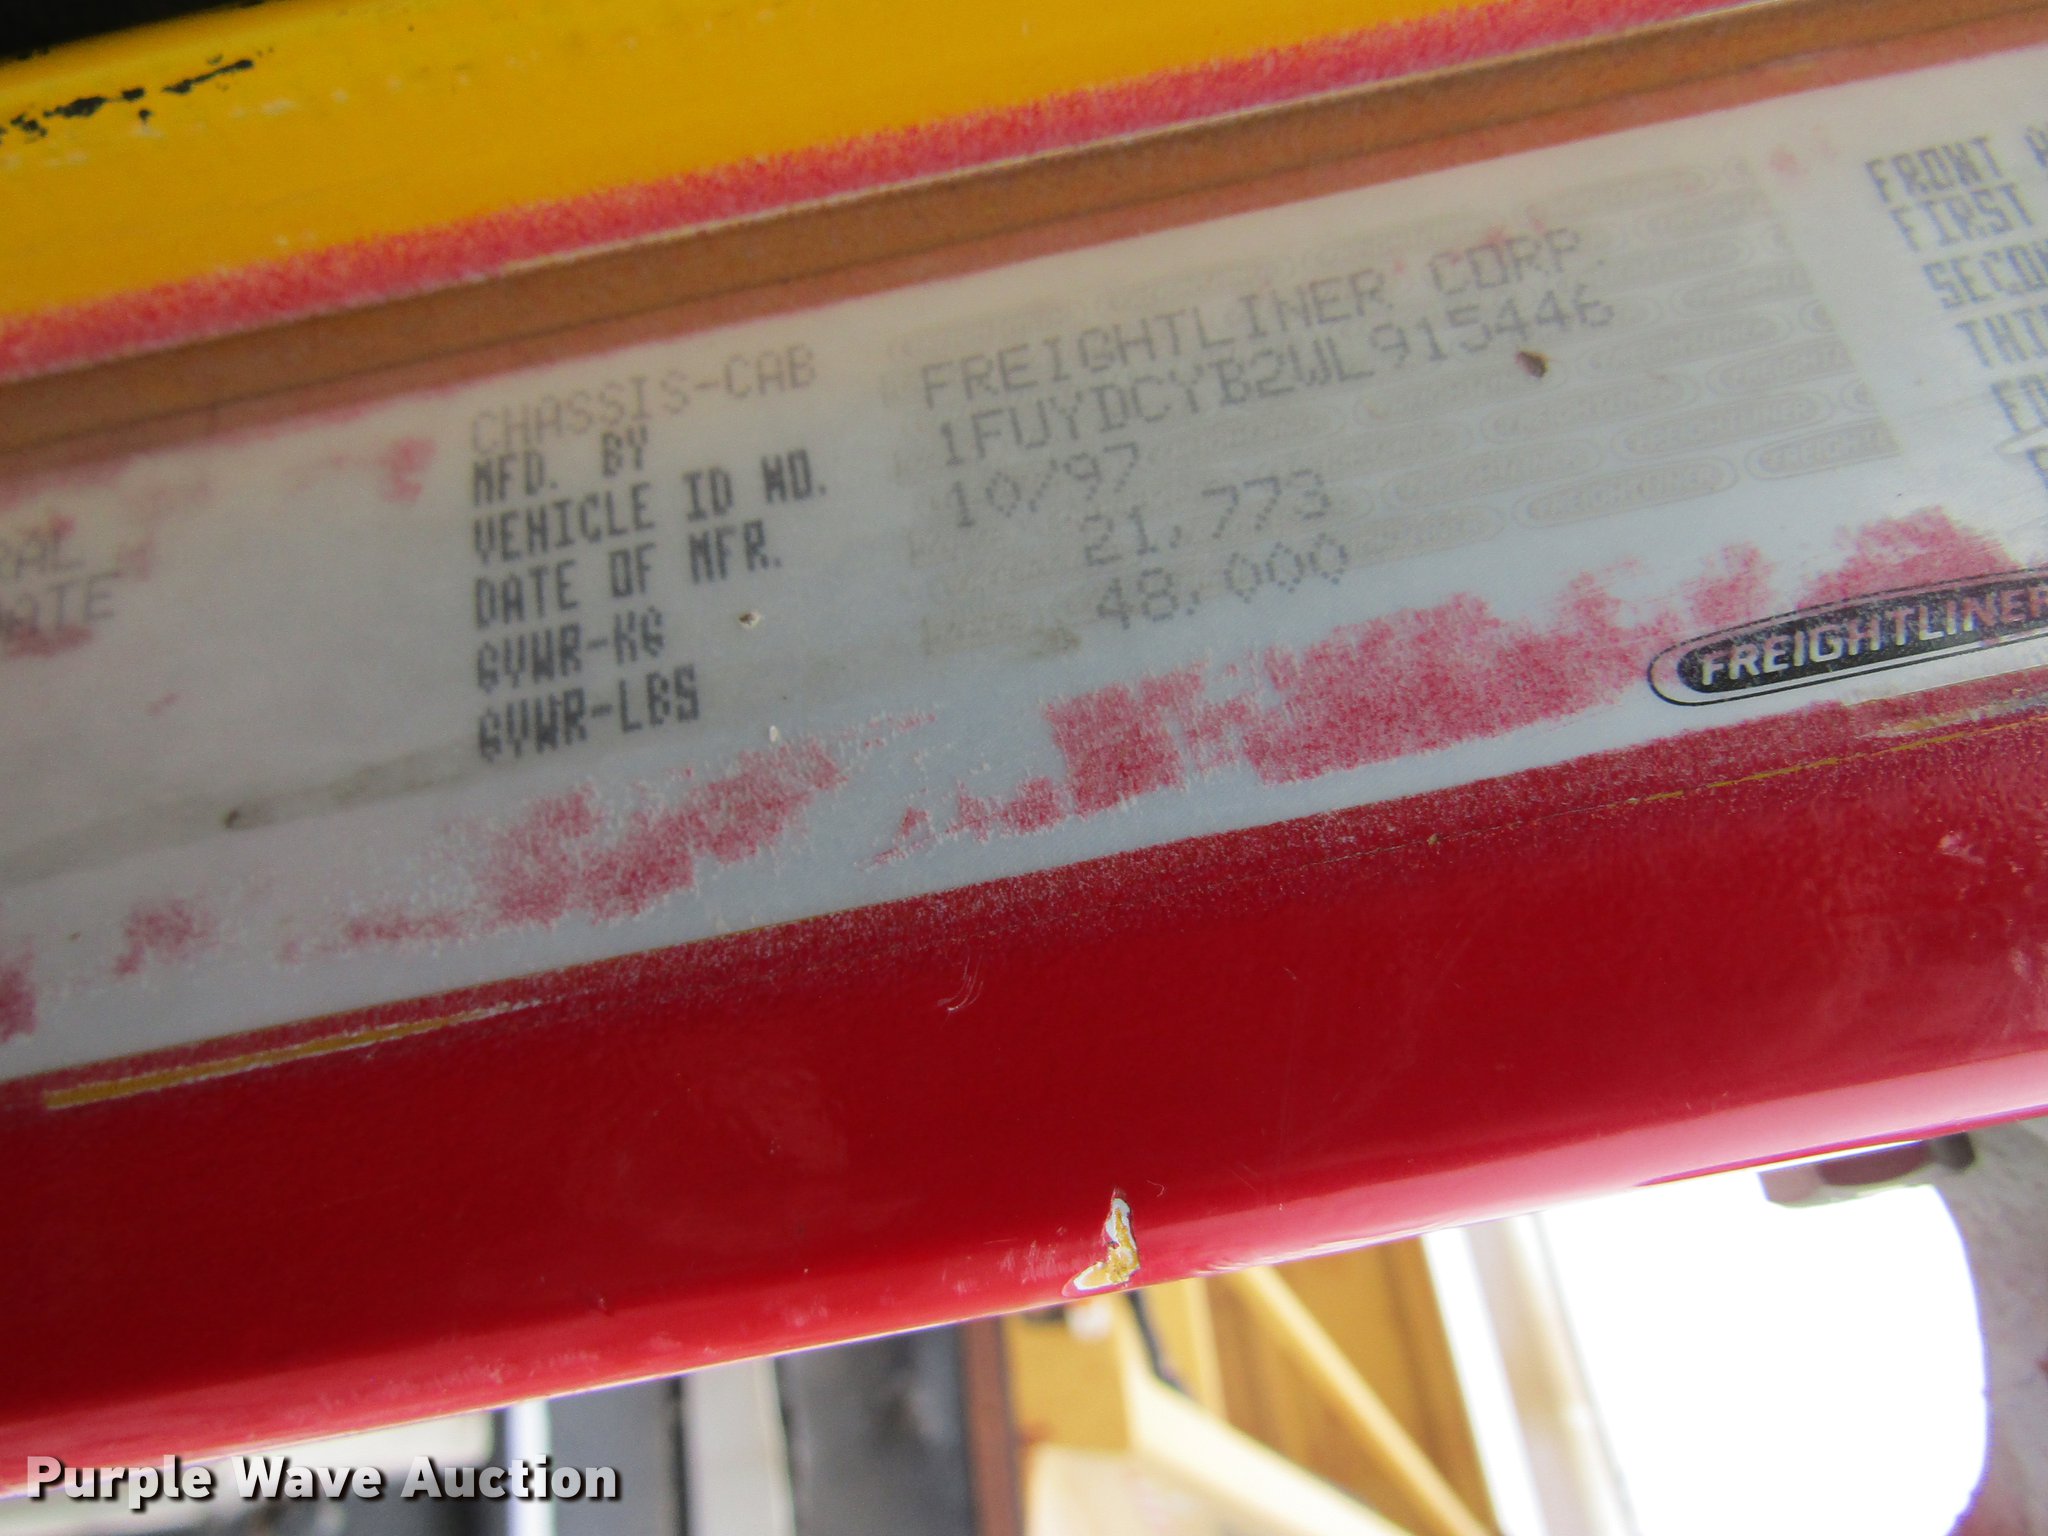 RAL
CHASSIS-CAB
MFD. BY FREIGHTLINER CORP.
VEHICLE ID NO. 1FUYDCYB2WL915446
DATE OF MFR. 10/97
GVWR-KG 21,773
GVWR-LBS 48,000
FRONT
FIRST
FREIGHTLINER
Purple Wave Auction